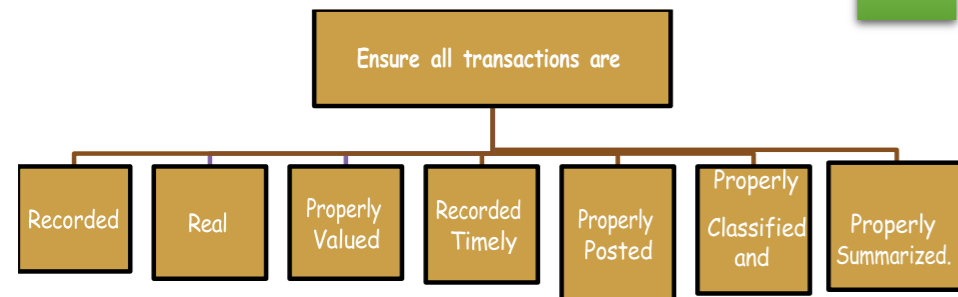 Ensure all transactions are
Recorded
Real
Properly
Valued
Recorded
Timely
Properly
Posted
Properly
Classified
and
Properly
Summarized.